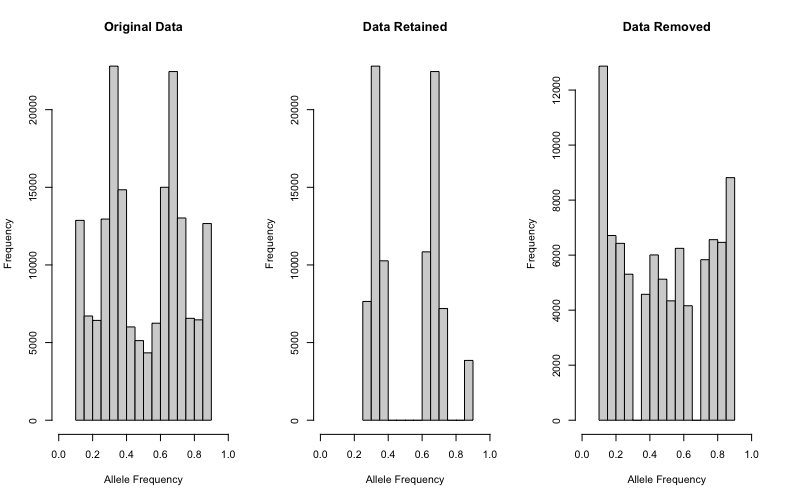 Original Data
Frequency
0
5000
10000
15000
20000
0.0 0.2 0.4 0.6 0.8 1.0
Allele Frequency
Data Retained
Frequency
0
5000
10000
15000
20000
0.0 0.2 0.4 0.6 0.8 1.0
Allele Frequency
Data Removed
Frequency
0
2000
4000
6000
8000
10000
12000
0.0 0.2 0.4 0.6 0.8 1.0
Allele Frequency